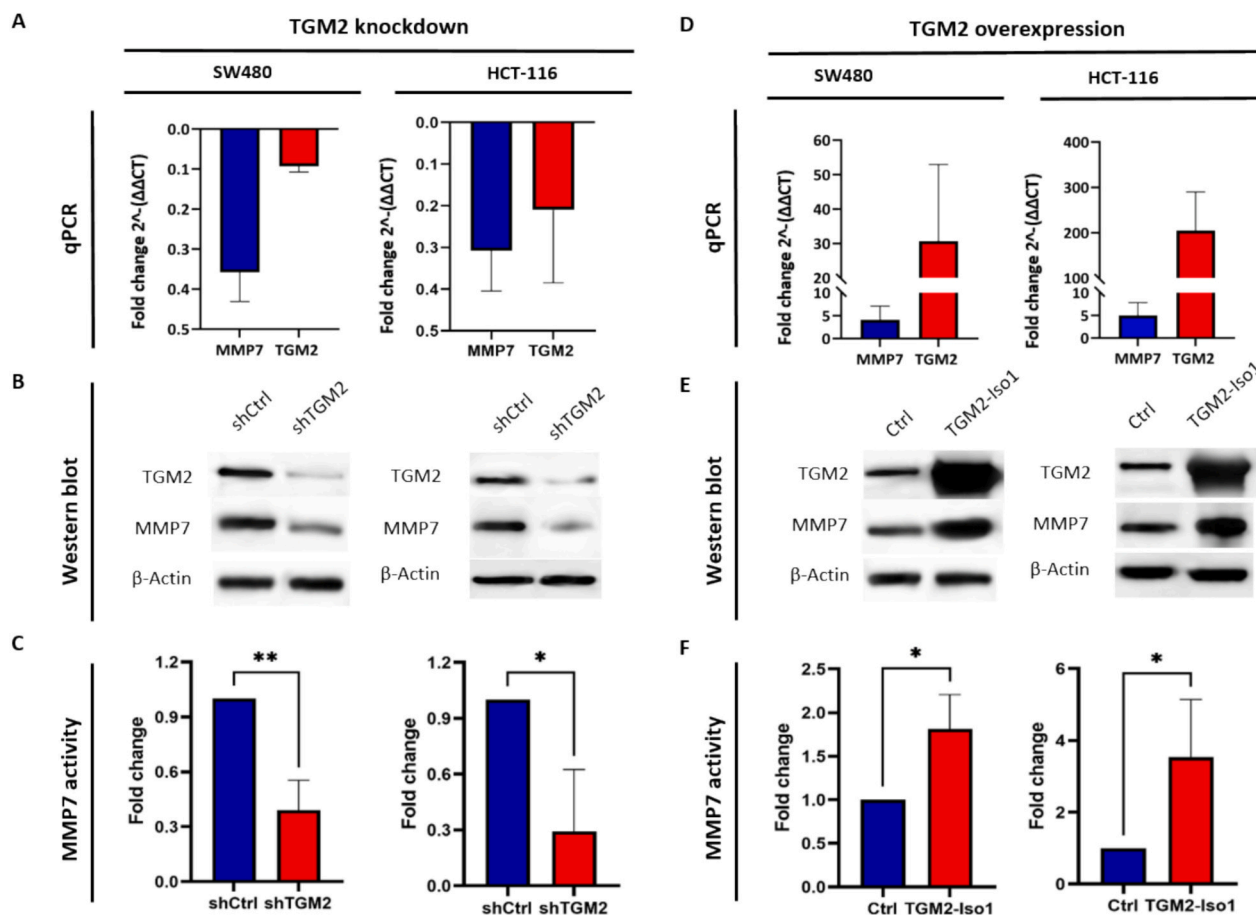 A
TGM2 knockdown
SW480
HCT-116
qPCR
Fold change 2^-(ΔΔCT)
0.0
0.1
0.2
0.3
0.4
0.5
MMP7 TGM2
Fold change 2^-(ΔΔCT)
0.0
0.1
0.2
0.3
0.4
0.5
MMP7 TGM2
B
Western blot
shCtrl
shTGM2
TGM2
MMP7
β-Actin
shCtrl
shTGM2
TGM2
MMP7
β-Actin
C
MMP7 activity
Fold change
1.2
0.9
0.6
0.3
0.0
**
shCtrl shTGM2
Fold change
1.2
0.9
0.6
0.3
0.0
*
shCtrl shTGM2
D
TGM2 overexpression
SW480
HCT-116
qPCR
Fold change 2^-(ΔΔCT)
60
50
40
30
20
10
5
0
MMP7 TGM2
Fold change 2^-(ΔΔCT)
400
300
200
100
10
5
0
MMP7 TGM2
E
Western blot
Ctrl
TGM2-Iso1
TGM2
MMP7
β-Actin
Ctrl
TGM2-Iso1
TGM2
MMP7
β-Actin
F
MMP7 activity
Fold change
2.5
2.0
1.5
1.0
0.5
0.0
*
Ctrl TGM2-Iso1
Fold change
6
4
2
0
*
Ctrl TGM2-Iso1